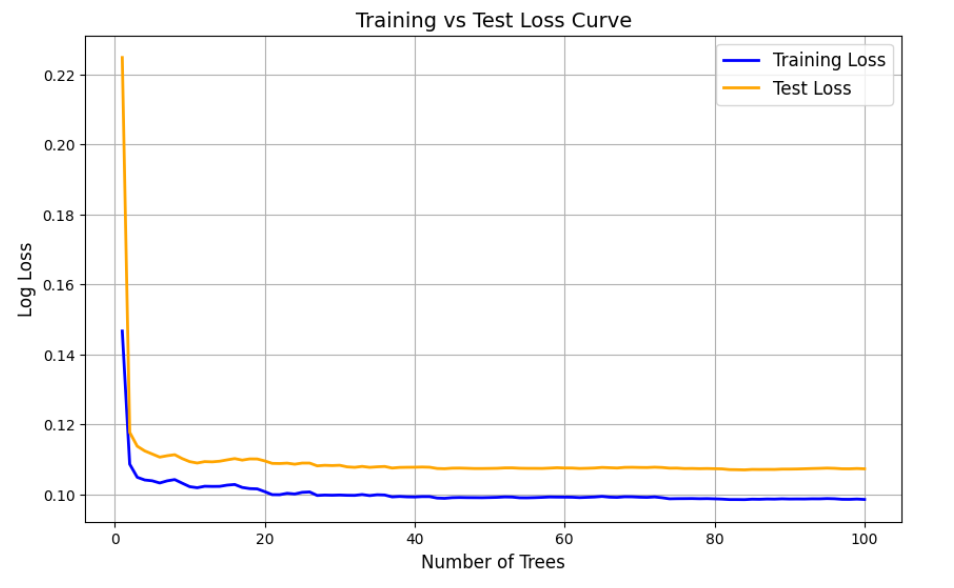 Training vs Test Loss Curve
Training Loss
Test Loss
0.22
0.20
0.18
0.16
0.14
0.12
0.10
Log Loss
0 20 40 60 80 100
Number of Trees